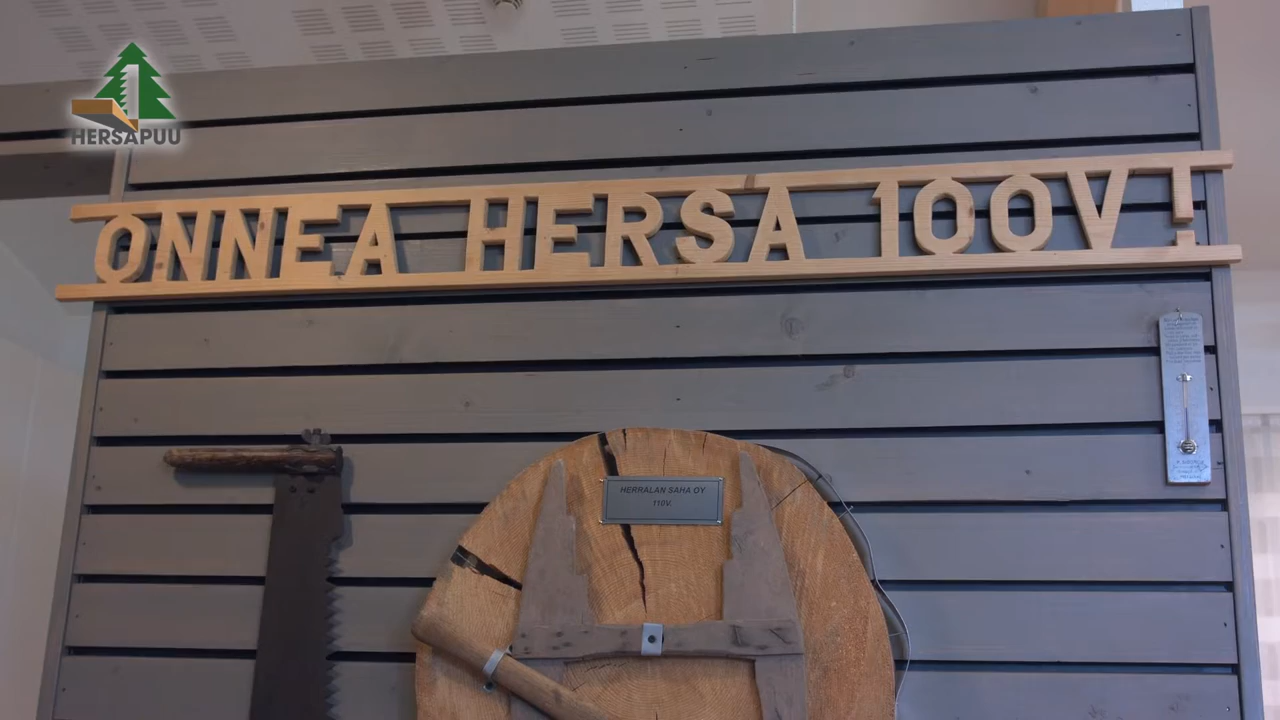 HERSAPUU
ONNEA HERSA 100V!
HERRALAN SAHA OY
110V.